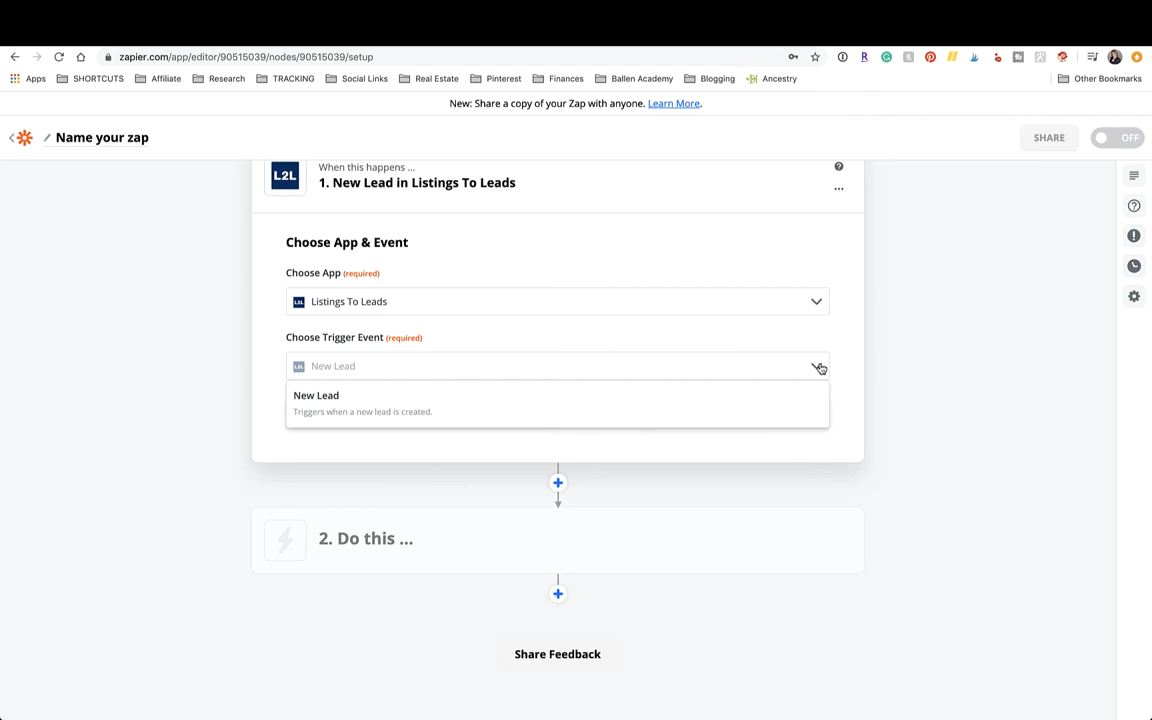 zapier.com/app/editor/90515039/nodes/90515039/setup
Apps SHORTCUTS Affiliate Research TRACKING Social Links Real Estate Pinterest Finances Ballen Academy Blogging Ancestry Other Bookmarks
New: Share a copy of your Zap with anyone. Learn More.
Name your zap SHARE OFF
L2L When this happens ...
1. New Lead in Listings To Leads
Choose App & Event
Choose App (required)
L2L Listings To Leads
Choose Trigger Event (required)
L2L New Lead
New Lead
Triggers when a new lead is created.
2. Do this ...
Share Feedback